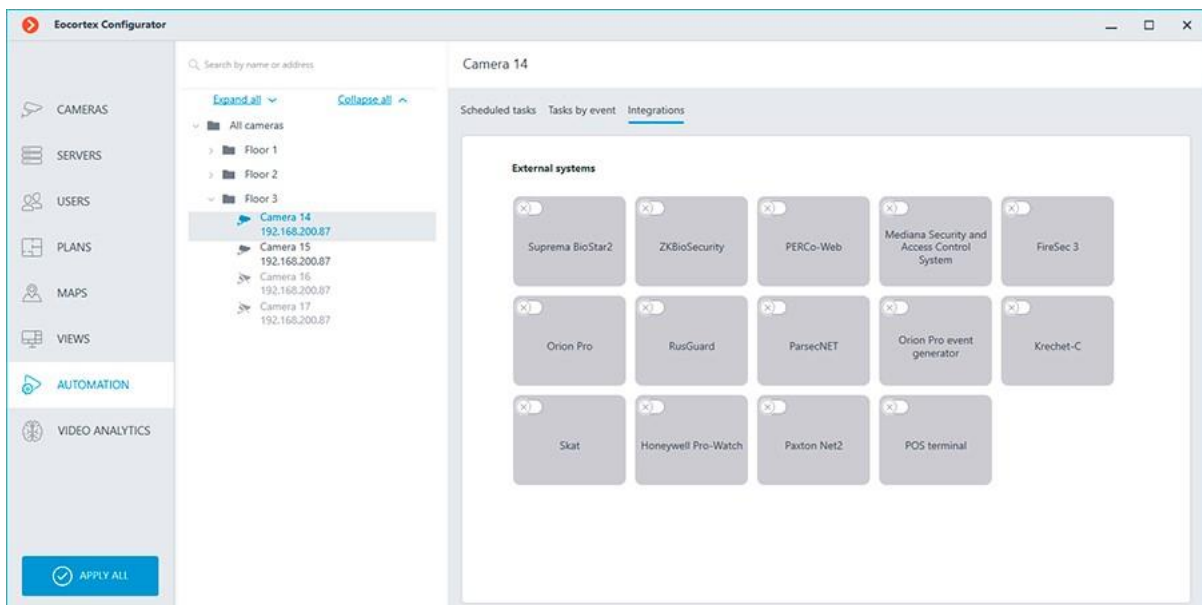 Eocortex Configurator
Search by name or address
Camera 14
Expand all
Collapse all
Scheduled tasks
Tasks by event
Integrations
CAMERAS
SERVERS
USERS
PLANS
MAPS
VIEWS
AUTOMATION
VIDEO ANALYTICS
APPLY ALL
All cameras
Floor 1
Floor 2
Floor 3
Camera 14
192.168.200.87
Camera 15
192.168.200.87
Camera 16
192.168.200.87
Camera 17
192.168.200.87
External systems
Suprema BioStar2
ZKBioSecurity
PERCo-Web
Mediana Security and
Access Control
System
FireSec 3
Orion Pro
RusGuard
ParsecNET
Orion Pro event
generator
Krechet-C
Skat
Honeywell Pro-Watch
Paxton Net2
POS terminal